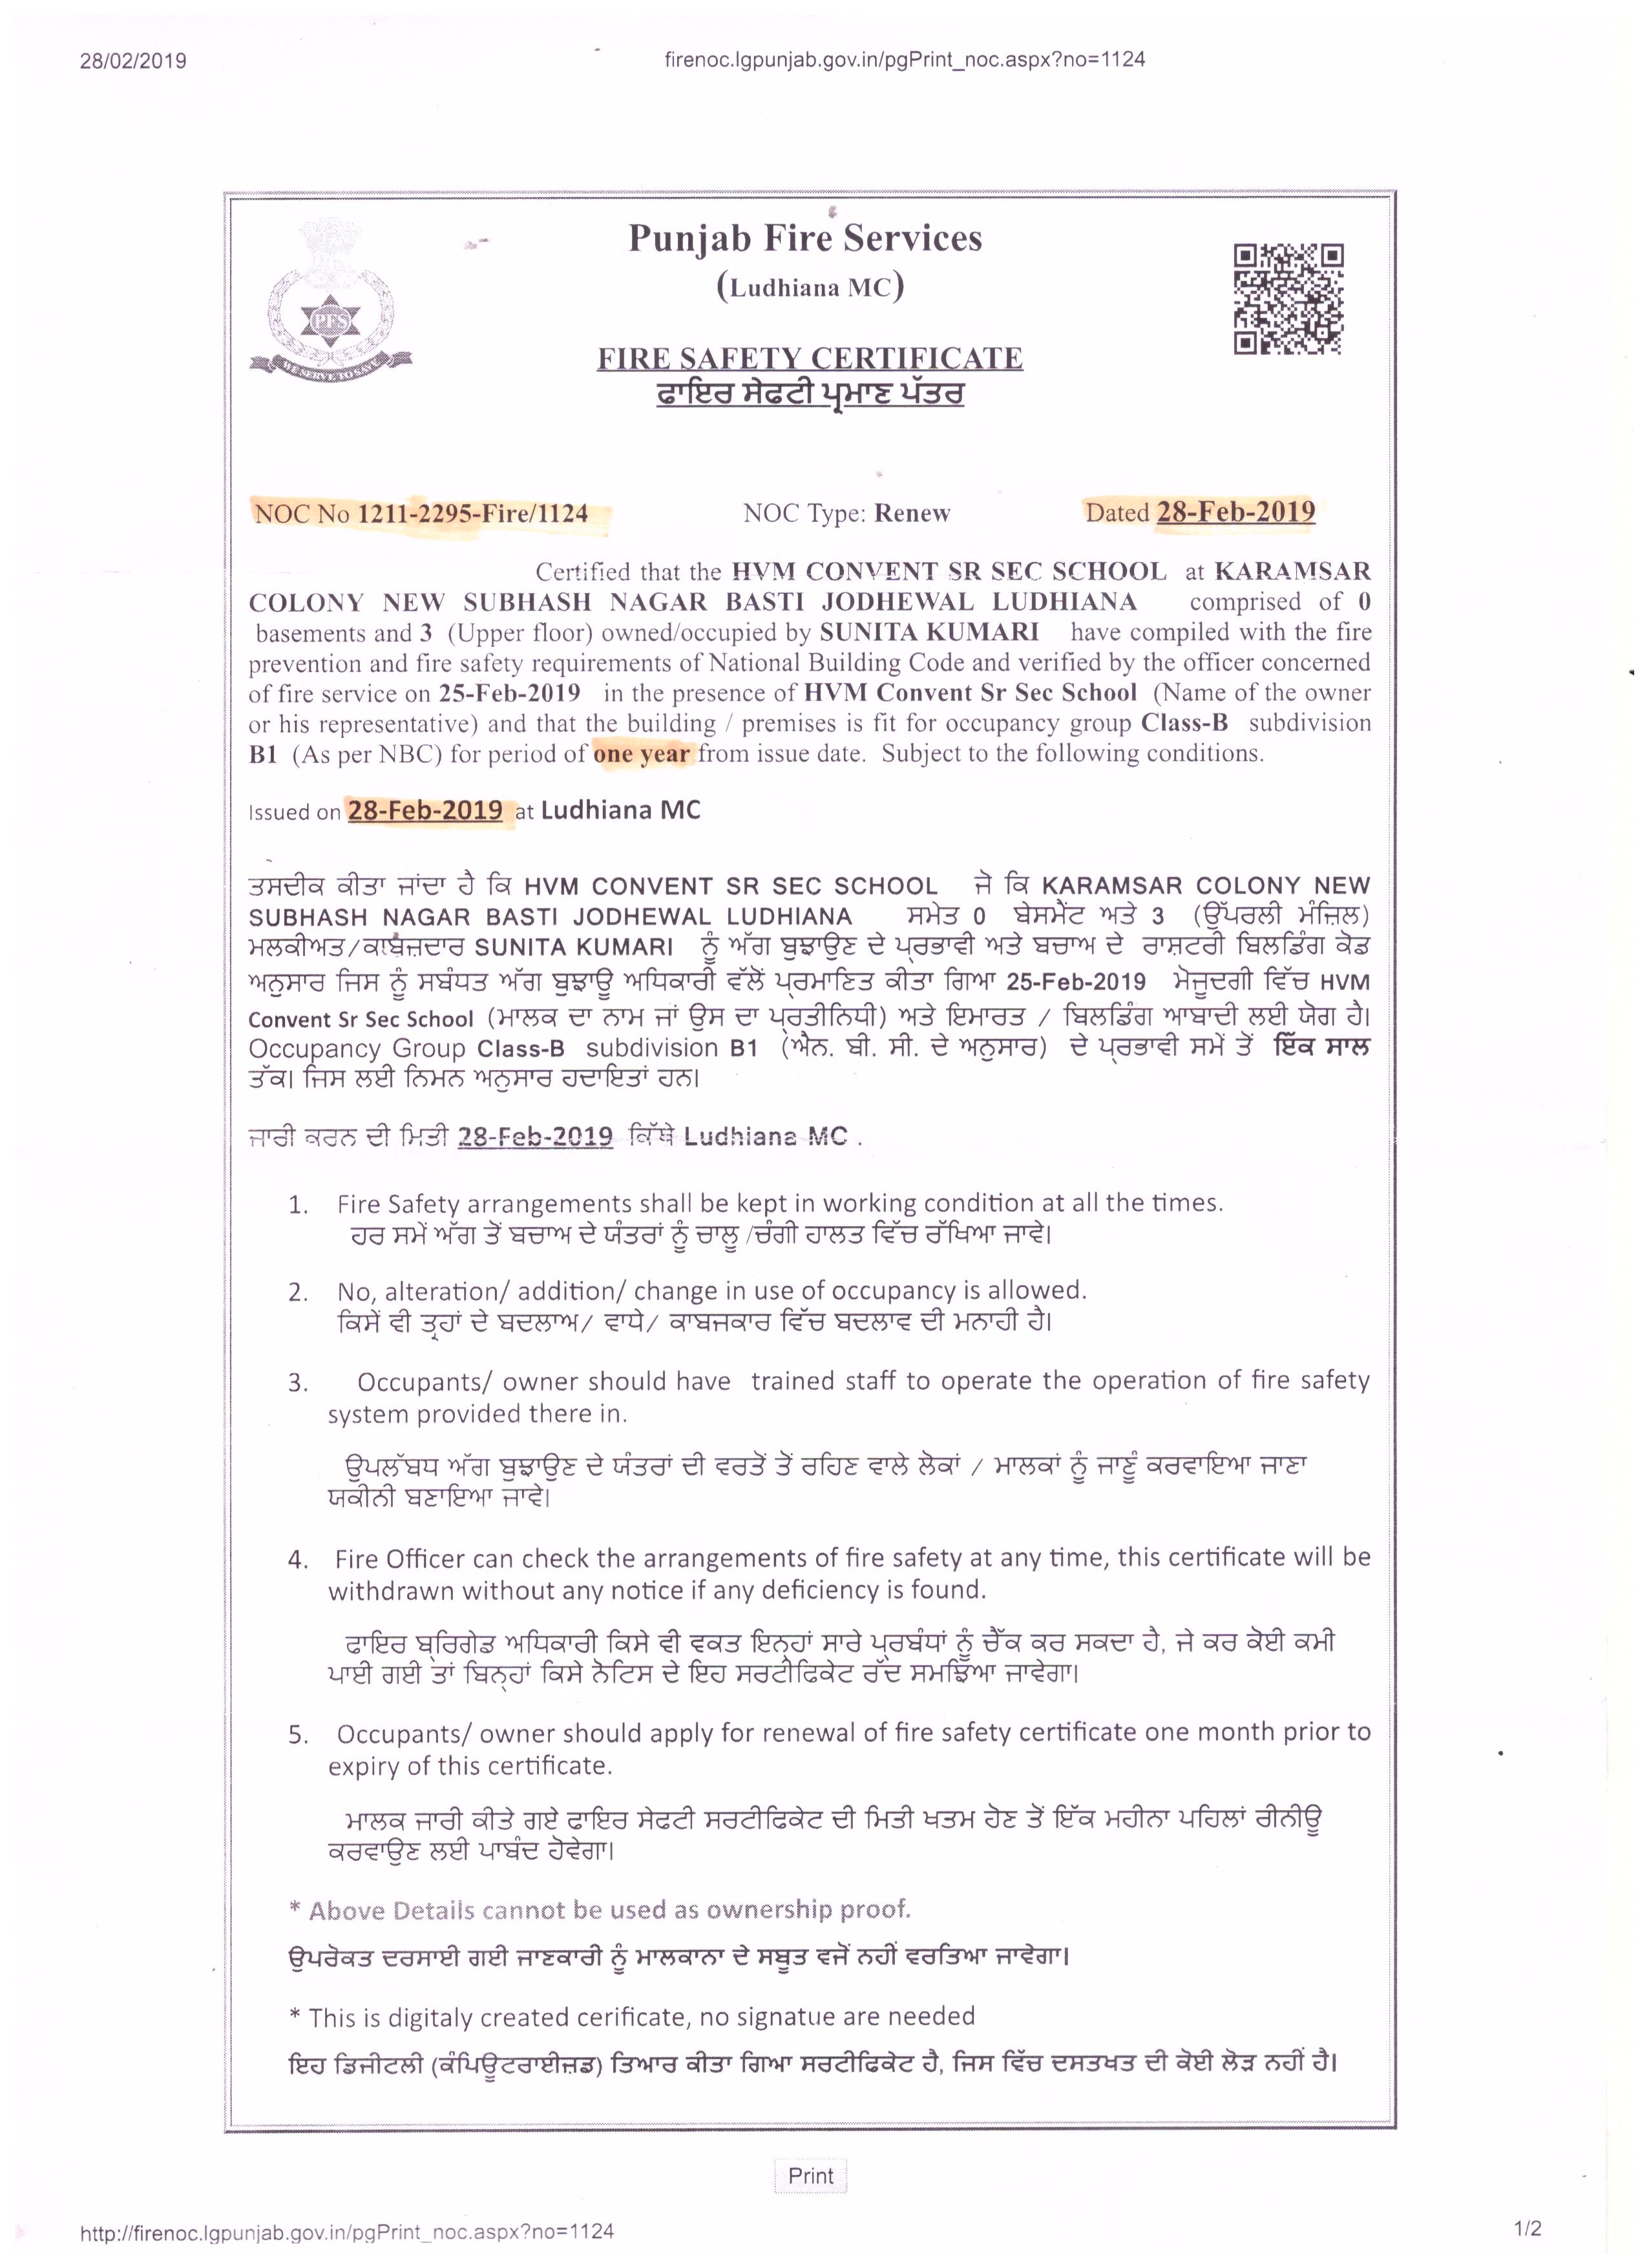 28/02/2019 firenoc.lgpunjab.gov.in/pgPrint_noc.aspx?no=1124
Punjab Fire Services
(Ludhiana MC)
PFS
WE SERVE TO SAVE
FIRE SAFETY CERTIFICATE
ਫਾਇਰ ਸੇਫਟੀ ਪ੍ਰਮਾਣ ਪੱਤਰ
NOC No 1211-2295-Fire/1124 NOC Type: Renew Dated 28-Feb-2019
Certified that the HVM CONVENT SR SEC SCHOOL at KARAMSAR
COLONY NEW SUBHASH NAGAR BASTI JODHEWAL LUDHIANA comprised of 0
basements and 3 (Upper floor) owned/occupied by SUNITA KUMARI have compiled with the fire
prevention and fire safety requirements of National Building Code and verified by the officer concerned
of fire service on 25-Feb-2019 in the presence of HVM Convent Sr Sec School (Name of the owner
or his representative) and that the building / premises is fit for occupancy group Class-B subdivision
B1 (As per NBC) for period of one year from issue date. Subject to the following conditions.
Issued on 28-Feb-2019 at Ludhiana MC
ਤਸਦੀਕ ਕੀਤਾ ਜਾਂਦਾ ਹੈ ਕਿ HVM CONVENT SR SEC SCHOOL ਜੋ ਕਿ KARAMSAR COLONY NEW
SUBHASH NAGAR BASTI JODHEWAL LUDHIANA ਸਮੇਤ 0 ਬੇਸਮੈਂਟ ਅਤੇ 3 (ਉੱਪਰਲੀ ਮੰਜ਼ਿਲ)
ਮਲਕੀਅਤ/ਕਾਬਜ਼ਦਾਰ SUNITA KUMARI ਨੂੰ ਅੱਗ ਬੁਝਾਉਣ ਦੇ ਪ੍ਰਭਾਵੀ ਅਤੇ ਬਚਾਅ ਦੇ ਰਾਸ਼ਟਰੀ ਬਿਲਡਿੰਗ ਕੋਡ
ਅਨੁਸਾਰ ਜਿਸ ਨੂੰ ਸਬੰਧਤ ਅੱਗ ਬੁਝਾਊ ਅਧਿਕਾਰੀ ਵੱਲੋਂ ਪ੍ਰਮਾਣਿਤ ਕੀਤਾ ਗਿਆ 25-Feb-2019 ਮੋਜੂਦਗੀ ਵਿੱਚ HVM
Convent Sr Sec School (ਮਾਲਕ ਦਾ ਨਾਮ ਜਾਂ ਉਸ ਦਾ ਪ੍ਰਤੀਨਿਧੀ) ਅਤੇ ਇਮਾਰਤ / ਬਿਲਡਿੰਗ ਆਬਾਦੀ ਲਈ ਯੋਗ ਹੈ।
Occupancy Group Class-B subdivision B1 (ਐਨ. ਬੀ. ਸੀ. ਦੇ ਅਨੁਸਾਰ) ਦੇ ਪ੍ਰਭਾਵੀ ਸਮੇਂ ਤੋਂ ਇੱਕ ਸਾਲ
ਤੱਕ। ਜਿਸ ਲਈ ਨਿਮਨ ਅਨੁਸਾਰ ਹਦਾਇਤਾਂ ਹਨ।
ਜਾਰੀ ਕਰਨ ਦੀ ਮਿਤੀ 28-Feb-2019 ਕਿੱਥੇ Ludhiana MC .
1. Fire Safety arrangements shall be kept in working condition at all the times.
ਹਰ ਸਮੇਂ ਅੱਗ ਤੋਂ ਬਚਾਅ ਦੇ ਯੰਤਰਾਂ ਨੂੰ ਚਾਲੂ /ਚੰਗੀ ਹਾਲਤ ਵਿੱਚ ਰੱਖਿਆ ਜਾਵੇ।
2. No, alteration/ addition/ change in use of occupancy is allowed.
ਕਿਸੇਂ ਵੀ ਤ੍ਰਹਾਂ ਦੇ ਬਦਲਾਅ/ ਵਾਧੇ/ ਕਾਬਜਕਾਰ ਵਿੱਚ ਬਦਲਾਵ ਦੀ ਮਨਾਹੀ ਹੈ।
3. Occupants/ owner should have trained staff to operate the operation of fire safety
system provided there in.
ਉਪਲੱਬਧ ਅੱਗ ਬੁਝਾਉਣ ਦੇ ਯੰਤਰਾਂ ਦੀ ਵਰਤੋਂ ਤੋਂ ਰਹਿਣ ਵਾਲੇ ਲੋਕਾਂ / ਮਾਲਕਾਂ ਨੂੰ ਜਾਣੂੰ ਕਰਵਾਇਆ ਜਾਣਾ
ਯਕੀਨੀ ਬਣਾਇਆ ਜਾਵੇ।
4. Fire Officer can check the arrangements of fire safety at any time, this certificate will be
withdrawn without any notice if any deficiency is found.
ਫਾਇਰ ਬ੍ਰਿਗੇਡ ਅਧਿਕਾਰੀ ਕਿਸੇ ਵੀ ਵਕਤ ਇਨ੍ਹਾਂ ਸਾਰੇ ਪ੍ਰਬੰਧਾਂ ਨੂੰ ਚੈੱਕ ਕਰ ਸਕਦਾ ਹੈ, ਜੇ ਕਰ ਕੋਈ ਕਮੀ
ਪਾਈ ਗਈ ਤਾਂ ਬਿਨ੍ਹਾਂ ਕਿਸੇ ਨੋਟਿਸ ਦੇ ਇਹ ਸਰਟੀਫਿਕੇਟ ਰੱਦ ਸਮਝਿਆ ਜਾਵੇਗਾ।
5. Occupants/ owner should apply for renewal of fire safety certificate one month prior to
expiry of this certificate.
ਮਾਲਕ ਜਾਰੀ ਕੀਤੇ ਗਏ ਫਾਇਰ ਸੇਫਟੀ ਸਰਟੀਫਿਕੇਟ ਦੀ ਮਿਤੀ ਖਤਮ ਹੋਣ ਤੋਂ ਇੱਕ ਮਹੀਨਾ ਪਹਿਲਾਂ ਰੀਨੀਊ
ਕਰਵਾਉਣ ਲਈ ਪਾਬੰਦ ਹੋਵੇਗਾ।
* Above Details cannot be used as ownership proof.
ਉਪਰੋਕਤ ਦਰਸਾਈ ਗਈ ਜਾਣਕਾਰੀ ਨੂੰ ਮਾਲਕਾਨਾ ਦੇ ਸਬੂਤ ਵਜੋਂ ਨਹੀਂ ਵਰਤਿਆ ਜਾਵੇਗਾ।
* This is digitaly created cerificate, no signatue are needed
ਇਹ ਡਿਜੀਟਲੀ (ਕੰਪਿਊਟਰਾਈਜ਼ਡ) ਤਿਆਰ ਕੀਤਾ ਗਿਆ ਸਰਟੀਫਿਕੇਟ ਹੈ, ਜਿਸ ਵਿੱਚ ਦਸਤਖਤ ਦੀ ਕੋਈ ਲੋੜ ਨਹੀਂ ਹੈ।
Print
http://firenoc.lgpunjab.gov.in/pgPrint_noc.aspx?no=1124 1/2